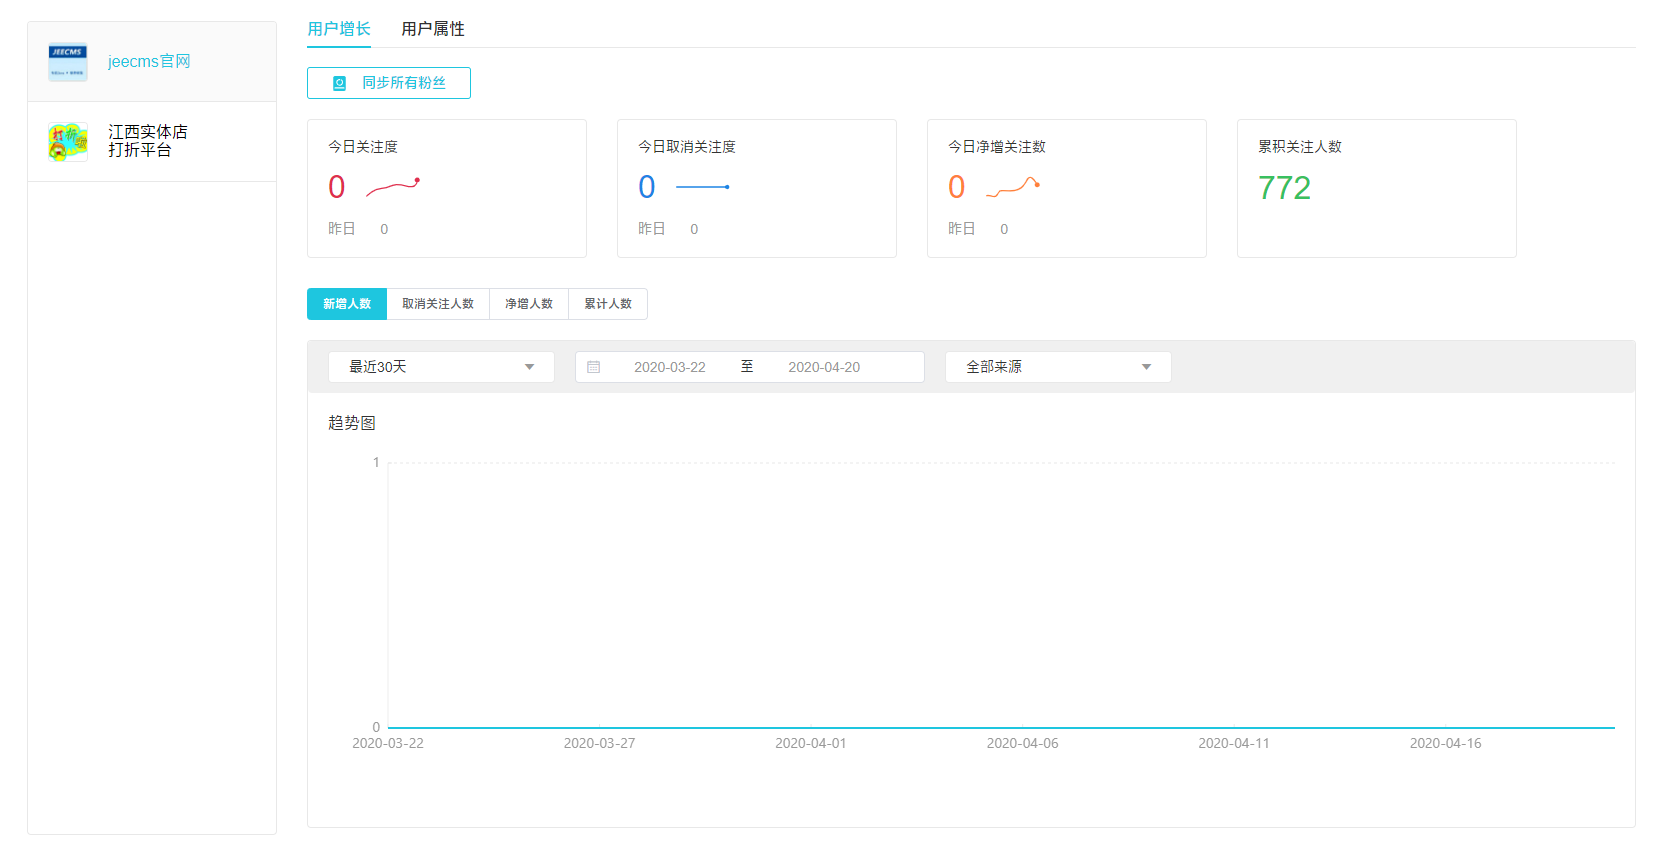 JEECMS
jeecms官网
江西实体店
打折平台
用户增长
用户属性
同步所有粉丝
今日关注度
0
昨日 0
今日取消关注度
0
昨日 0
今日净增关注数
0
昨日 0
累积关注人数
772
新增人数
取消关注人数
净增人数
累计人数
最近30天
2020-03-22 至 2020-04-20
全部来源
趋势图
1
0
2020-03-22
2020-03-27
2020-04-01
2020-04-06
2020-04-11
2020-04-16